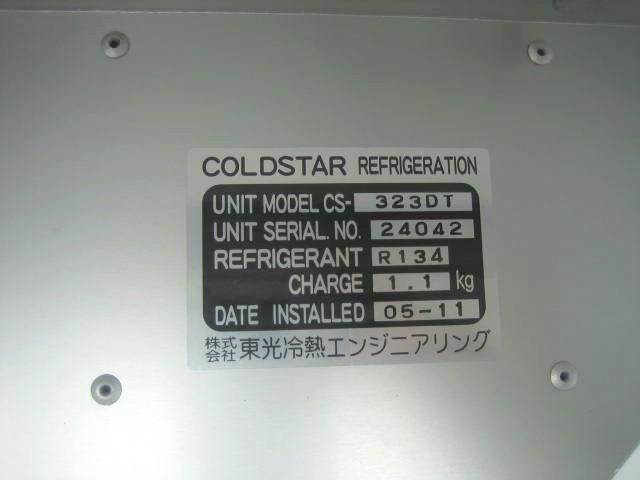 COLDSTAR REFRIGERATION
UNIT MODEL CS- 323DT
UNIT SERIAL. NO. 24042
REFRIGERANT R134
CHARGE 1.1 kg
DATE INSTALLED 05-11
株式会社 東光冷熱エンジニアリング